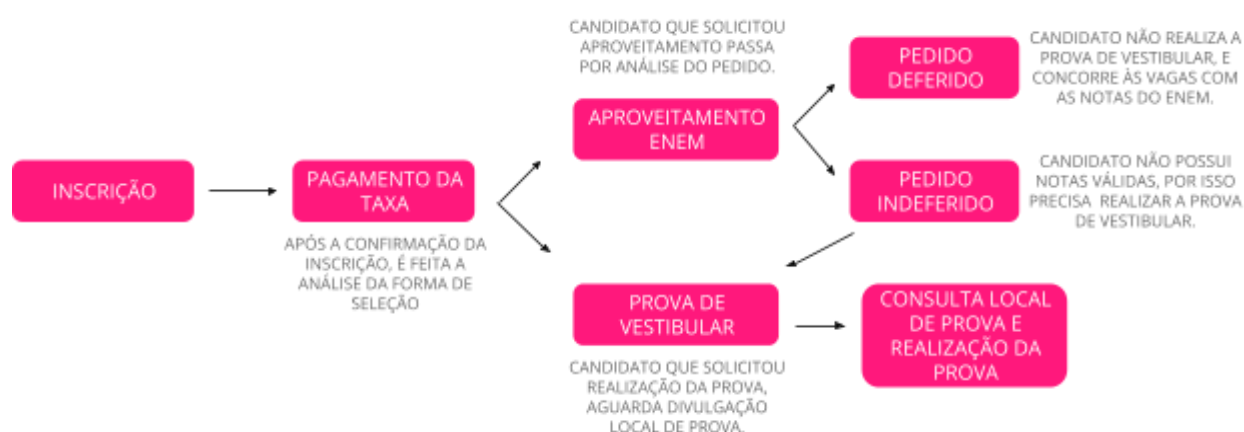 INSCRIÇÃO
PAGAMENTO DA
TAXA
APÓS A CONFIRMAÇÃO DA
INSCRIÇÃO, É FEITA A
ANÁLISE DA FORMA DE
SELEÇÃO
CANDIDATO QUE SOLICITOU
APROVEITAMENTO PASSA
POR ANÁLISE DO PEDIDO.
APROVEITAMENTO
ENEM
PEDIDO
DEFERIDO
CANDIDATO NÃO REALIZA A
PROVA DE VESTIBULAR, E
CONCORRE ÀS VAGAS COM
AS NOTAS DO ENEM.
PEDIDO
INDEFERIDO
CANDIDATO NÃO POSSUI
NOTAS VÁLIDAS, POR ISSO
PRECISA REALIZAR A PROVA
DE VESTIBULAR.
PROVA DE
VESTIBULAR
CANDIDATO QUE SOLICITOU
REALIZAÇÃO DA PROVA,
AGUARDA DIVULGAÇÃO
LOCAL DE PROVA.
CONSULTA LOCAL
DE PROVA E
REALIZAÇÃO DA
PROVA